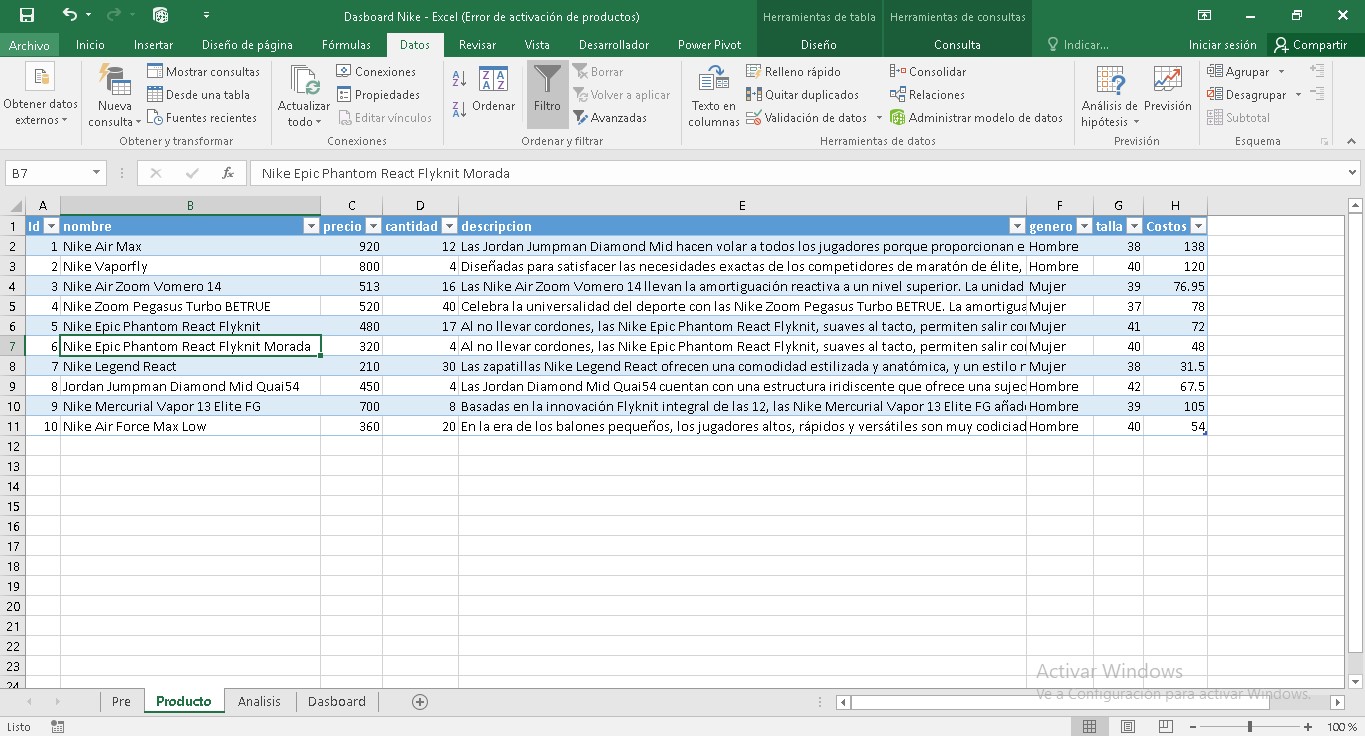 Dasboard Nike - Excel (Error de activación de productos)
Herramientas de tabla
Herramientas de consultas
Archivo Inicio Insertar Diseño de página Fórmulas Datos Revisar Vista Desarrollador Power Pivot Diseño Consulta Indicar... Iniciar sesión Compartir
Obtener datos externos
Nueva consulta
Mostrar consultas
Desde una tabla
Fuentes recientes
Obtener y transformar
Actualizar todo
Conexiones
Propiedades
Editar vínculos
Conexiones
Ordenar
Filtro
Borrar
Volver a aplicar
Avanzadas
Ordenar y filtrar
Texto en columnas
Relleno rápido
Quitar duplicados
Validación de datos
Consolidar
Relaciones
Administrar modelo de datos
Herramientas de datos
Análisis de hipótesis
Previsión
Previsión
Agrupar
Desagrupar
Subtotal
Esquema
B7 fx Nike Epic Phantom React Flyknit Morada
A B C D E F G H
1 Id nombre precio cantidad descripcion genero talla Costos
2 1 Nike Air Max 920 12 Las Jordan Jumpman Diamond Mid hacen volar a todos los jugadores porque proporcionan e Hombre 38 138
3 2 Nike Vaporfly 800 4 Diseñadas para satisfacer las necesidades exactas de los competidores de maratón de élite, Hombre 40 120
4 3 Nike Air Zoom Vomero 14 513 16 Las Nike Air Zoom Vomero 14 llevan la amortiguación reactiva a un nivel superior. La unidad Mujer 39 76.95
5 4 Nike Zoom Pegasus Turbo BETRUE 520 40 Celebra la universalidad del deporte con las Nike Zoom Pegasus Turbo BETRUE. La amortigua Mujer 37 78
6 5 Nike Epic Phantom React Flyknit 480 17 Al no llevar cordones, las Nike Epic Phantom React Flyknit, suaves al tacto, permiten salir cor Mujer 41 72
7 6 Nike Epic Phantom React Flyknit Morada 320 4 Al no llevar cordones, las Nike Epic Phantom React Flyknit, suaves al tacto, permiten salir cor Mujer 40 48
8 7 Nike Legend React 210 30 Las zapatillas Nike Legend React ofrecen una comodidad estilizada y anatómica, y un estilo r Mujer 38 31.5
9 8 Jordan Jumpman Diamond Mid Quai54 450 4 Las Jordan Diamond Mid Quai54 cuentan con una estructura iridiscente que ofrece una sujec Hombre 42 67.5
10 9 Nike Mercurial Vapor 13 Elite FG 700 8 Basadas en la innovación Flyknit integral de las 12, las Nike Mercurial Vapor 13 Elite FG añad Hombre 39 105
11 10 Nike Air Force Max Low 360 20 En la era de los balones pequeños, los jugadores altos, rápidos y versátiles son muy codiciad Hombre 40 54
12
13
14
15
16
17
18
19
20
21
22
23
24
Activar Windows
Ve a Configuración para activar Windows.
Pre Producto Analisis Dasboard
Listo 100 %